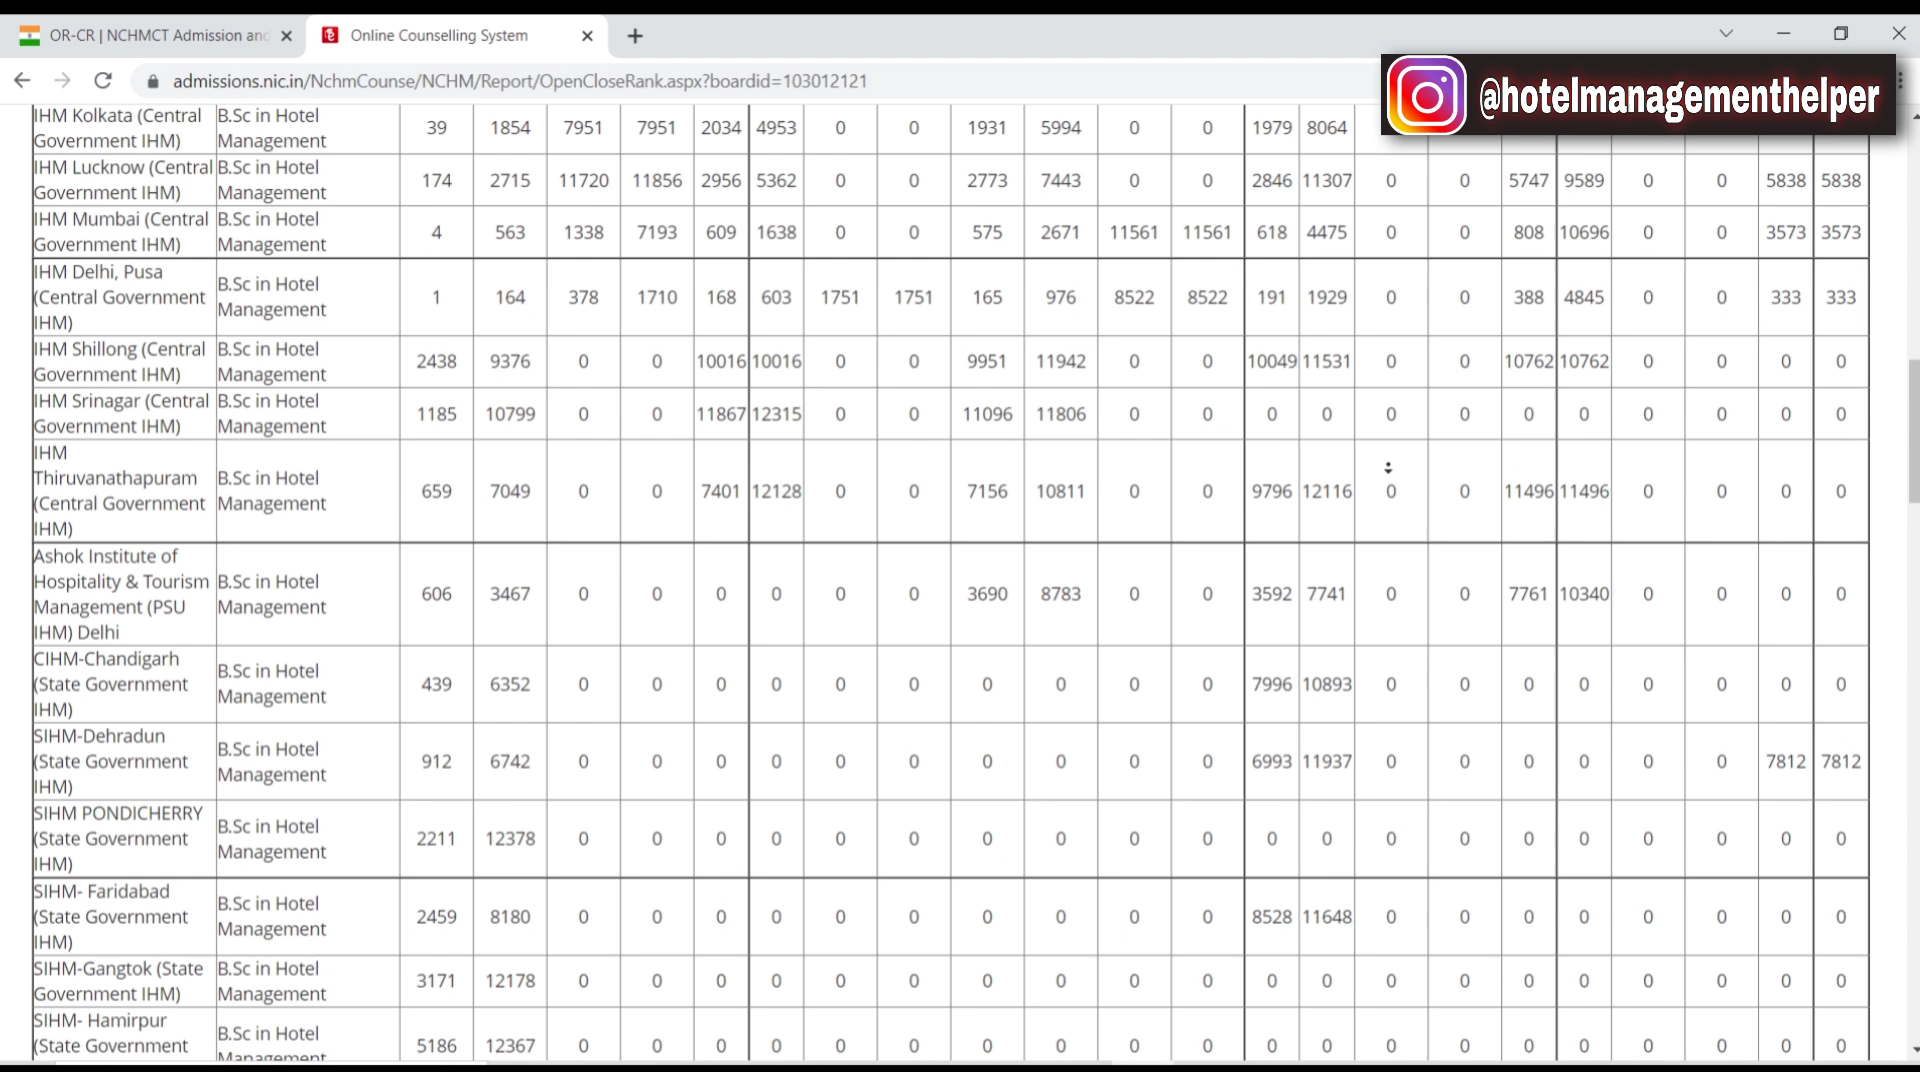 OR-CR | NCHMCT Admission and
Online Counselling System
admissions.nic.in/NchmCounse/NCHM/Report/OpenCloseRank.aspx?boardid=103012121
@hotelmanagementhelper
IHM Kolkata (Central
Government IHM)
B.Sc in Hotel
Management
39 1854 7951 7951 2034 4953 0 0 1931 5994 0 0 1979 8064
IHM Lucknow (Central
Government IHM)
B.Sc in Hotel
Management
174 2715 11720 11856 2956 5362 0 0 2773 7443 0 0 2846 11307 0 0 5747 9589 0 0 5838 5838
IHM Mumbai (Central
Government IHM)
B.Sc in Hotel
Management
4 563 1338 7193 609 1638 0 0 575 2671 11561 11561 618 4475 0 0 808 10696 0 0 3573 3573
IHM Delhi, Pusa
(Central Government
IHM)
B.Sc in Hotel
Management
1 164 378 1710 168 603 1751 1751 165 976 8522 8522 191 1929 0 0 388 4845 0 0 333 333
IHM Shillong (Central
Government IHM)
B.Sc in Hotel
Management
2438 9376 0 0 10016 10016 0 0 9951 11942 0 0 10049 11531 0 0 10762 10762 0 0 0 0
IHM Srinagar (Central
Government IHM)
B.Sc in Hotel
Management
1185 10799 0 0 11867 12315 0 0 11096 11806 0 0 0 0 0 0 0 0 0 0 0 0
IHM
Thiruvanathapuram
(Central Government
IHM)
B.Sc in Hotel
Management
659 7049 0 0 7401 12128 0 0 7156 10811 0 0 9796 12116 0 0 11496 11496 0 0 0 0
Ashok Institute of
Hospitality & Tourism
Management (PSU
IHM) Delhi
B.Sc in Hotel
Management
606 3467 0 0 0 0 0 0 3690 8783 0 0 3592 7741 0 0 7761 10340 0 0 0 0
CIHM-Chandigarh
(State Government
IHM)
B.Sc in Hotel
Management
439 6352 0 0 0 0 0 0 0 0 0 0 7996 10893 0 0 0 0 0 0 0 0
SIHM-Dehradun
(State Government
IHM)
B.Sc in Hotel
Management
912 6742 0 0 0 0 0 0 0 0 0 0 6993 11937 0 0 0 0 0 0 7812 7812
SIHM PONDICHERRY
(State Government
IHM)
B.Sc in Hotel
Management
2211 12378 0 0 0 0 0 0 0 0 0 0 0 0 0 0 0 0 0 0 0 0
SIHM- Faridabad
(State Government
IHM)
B.Sc in Hotel
Management
2459 8180 0 0 0 0 0 0 0 0 0 0 8528 11648 0 0 0 0 0 0 0 0
SIHM-Gangtok (State
Government IHM)
B.Sc in Hotel
Management
3171 12178 0 0 0 0 0 0 0 0 0 0 0 0 0 0 0 0 0 0 0 0
SIHM- Hamirpur
(State Government
B.Sc in Hotel
Management
5186 12367 0 0 0 0 0 0 0 0 0 0 0 0 0 0 0 0 0 0 0 0